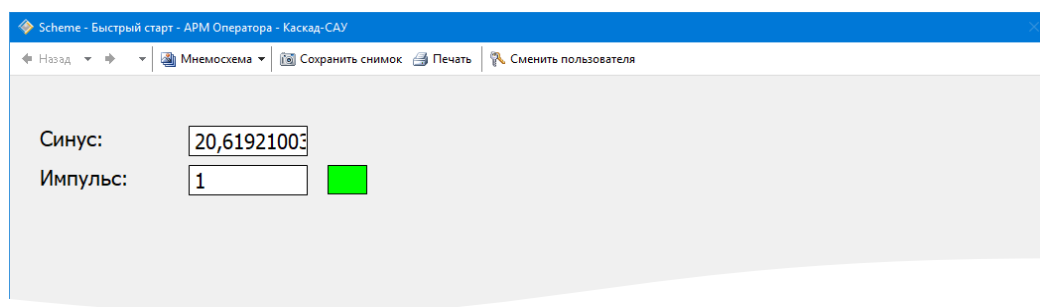 Scheme - Быстрый старт - АРМ Оператора - Каскад-САУ
Назад Мнемосхема Сохранить снимок Печать Сменить пользователя
Синус: 20,61921003
Импульс: 1